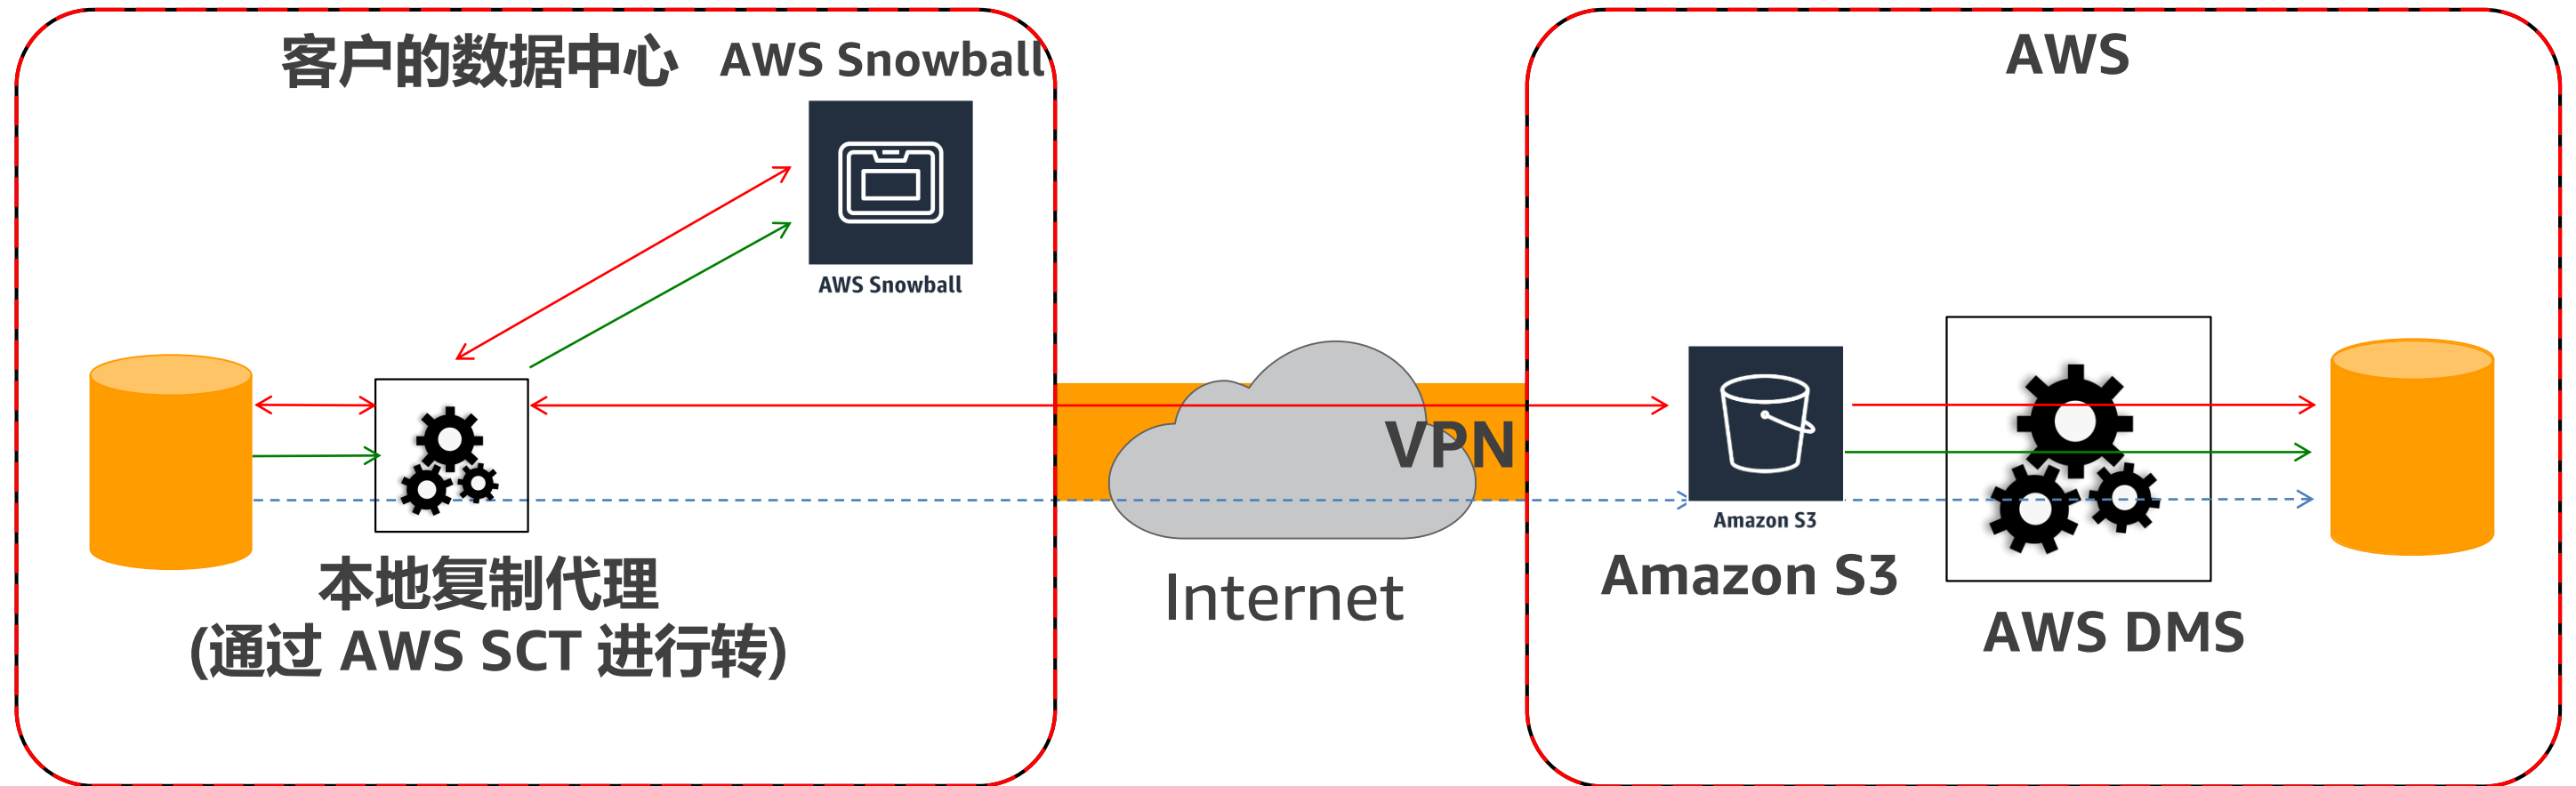 客户的数据中心
AWS Snowball
AWS Snowball
本地复制代理
(通过 AWS SCT 进行转)
VPN
Internet
AWS
Amazon S3
Amazon S3
AWS DMS